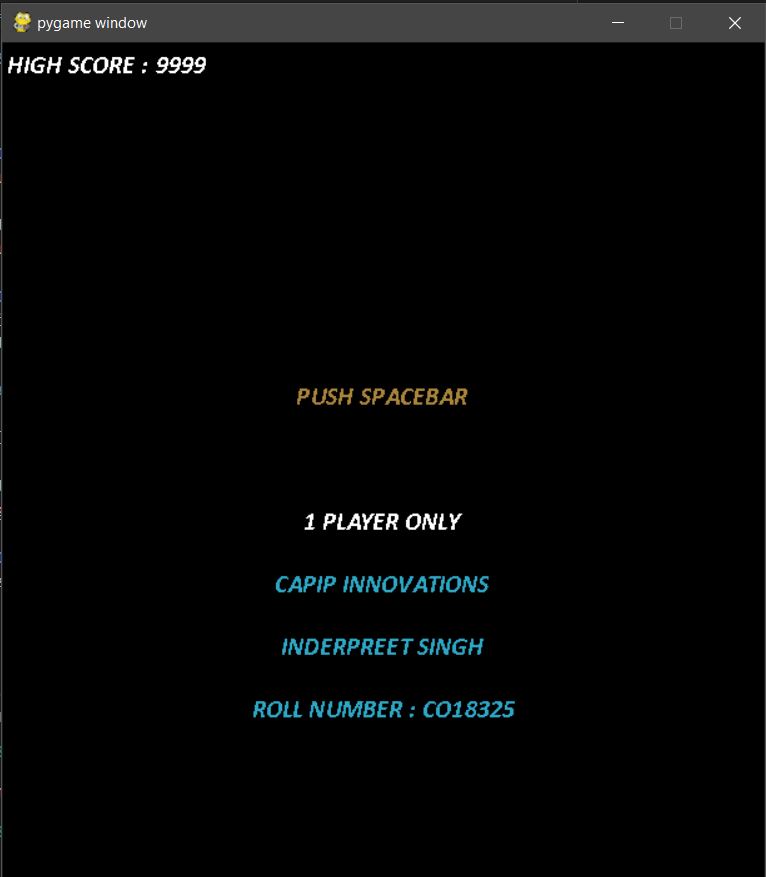 pygame window
HIGH SCORE : 9999
PUSH SPACEBAR
1 PLAYER ONLY
CAPIP INNOVATIONS
INDERPREET SINGH
ROLL NUMBER : CO18325